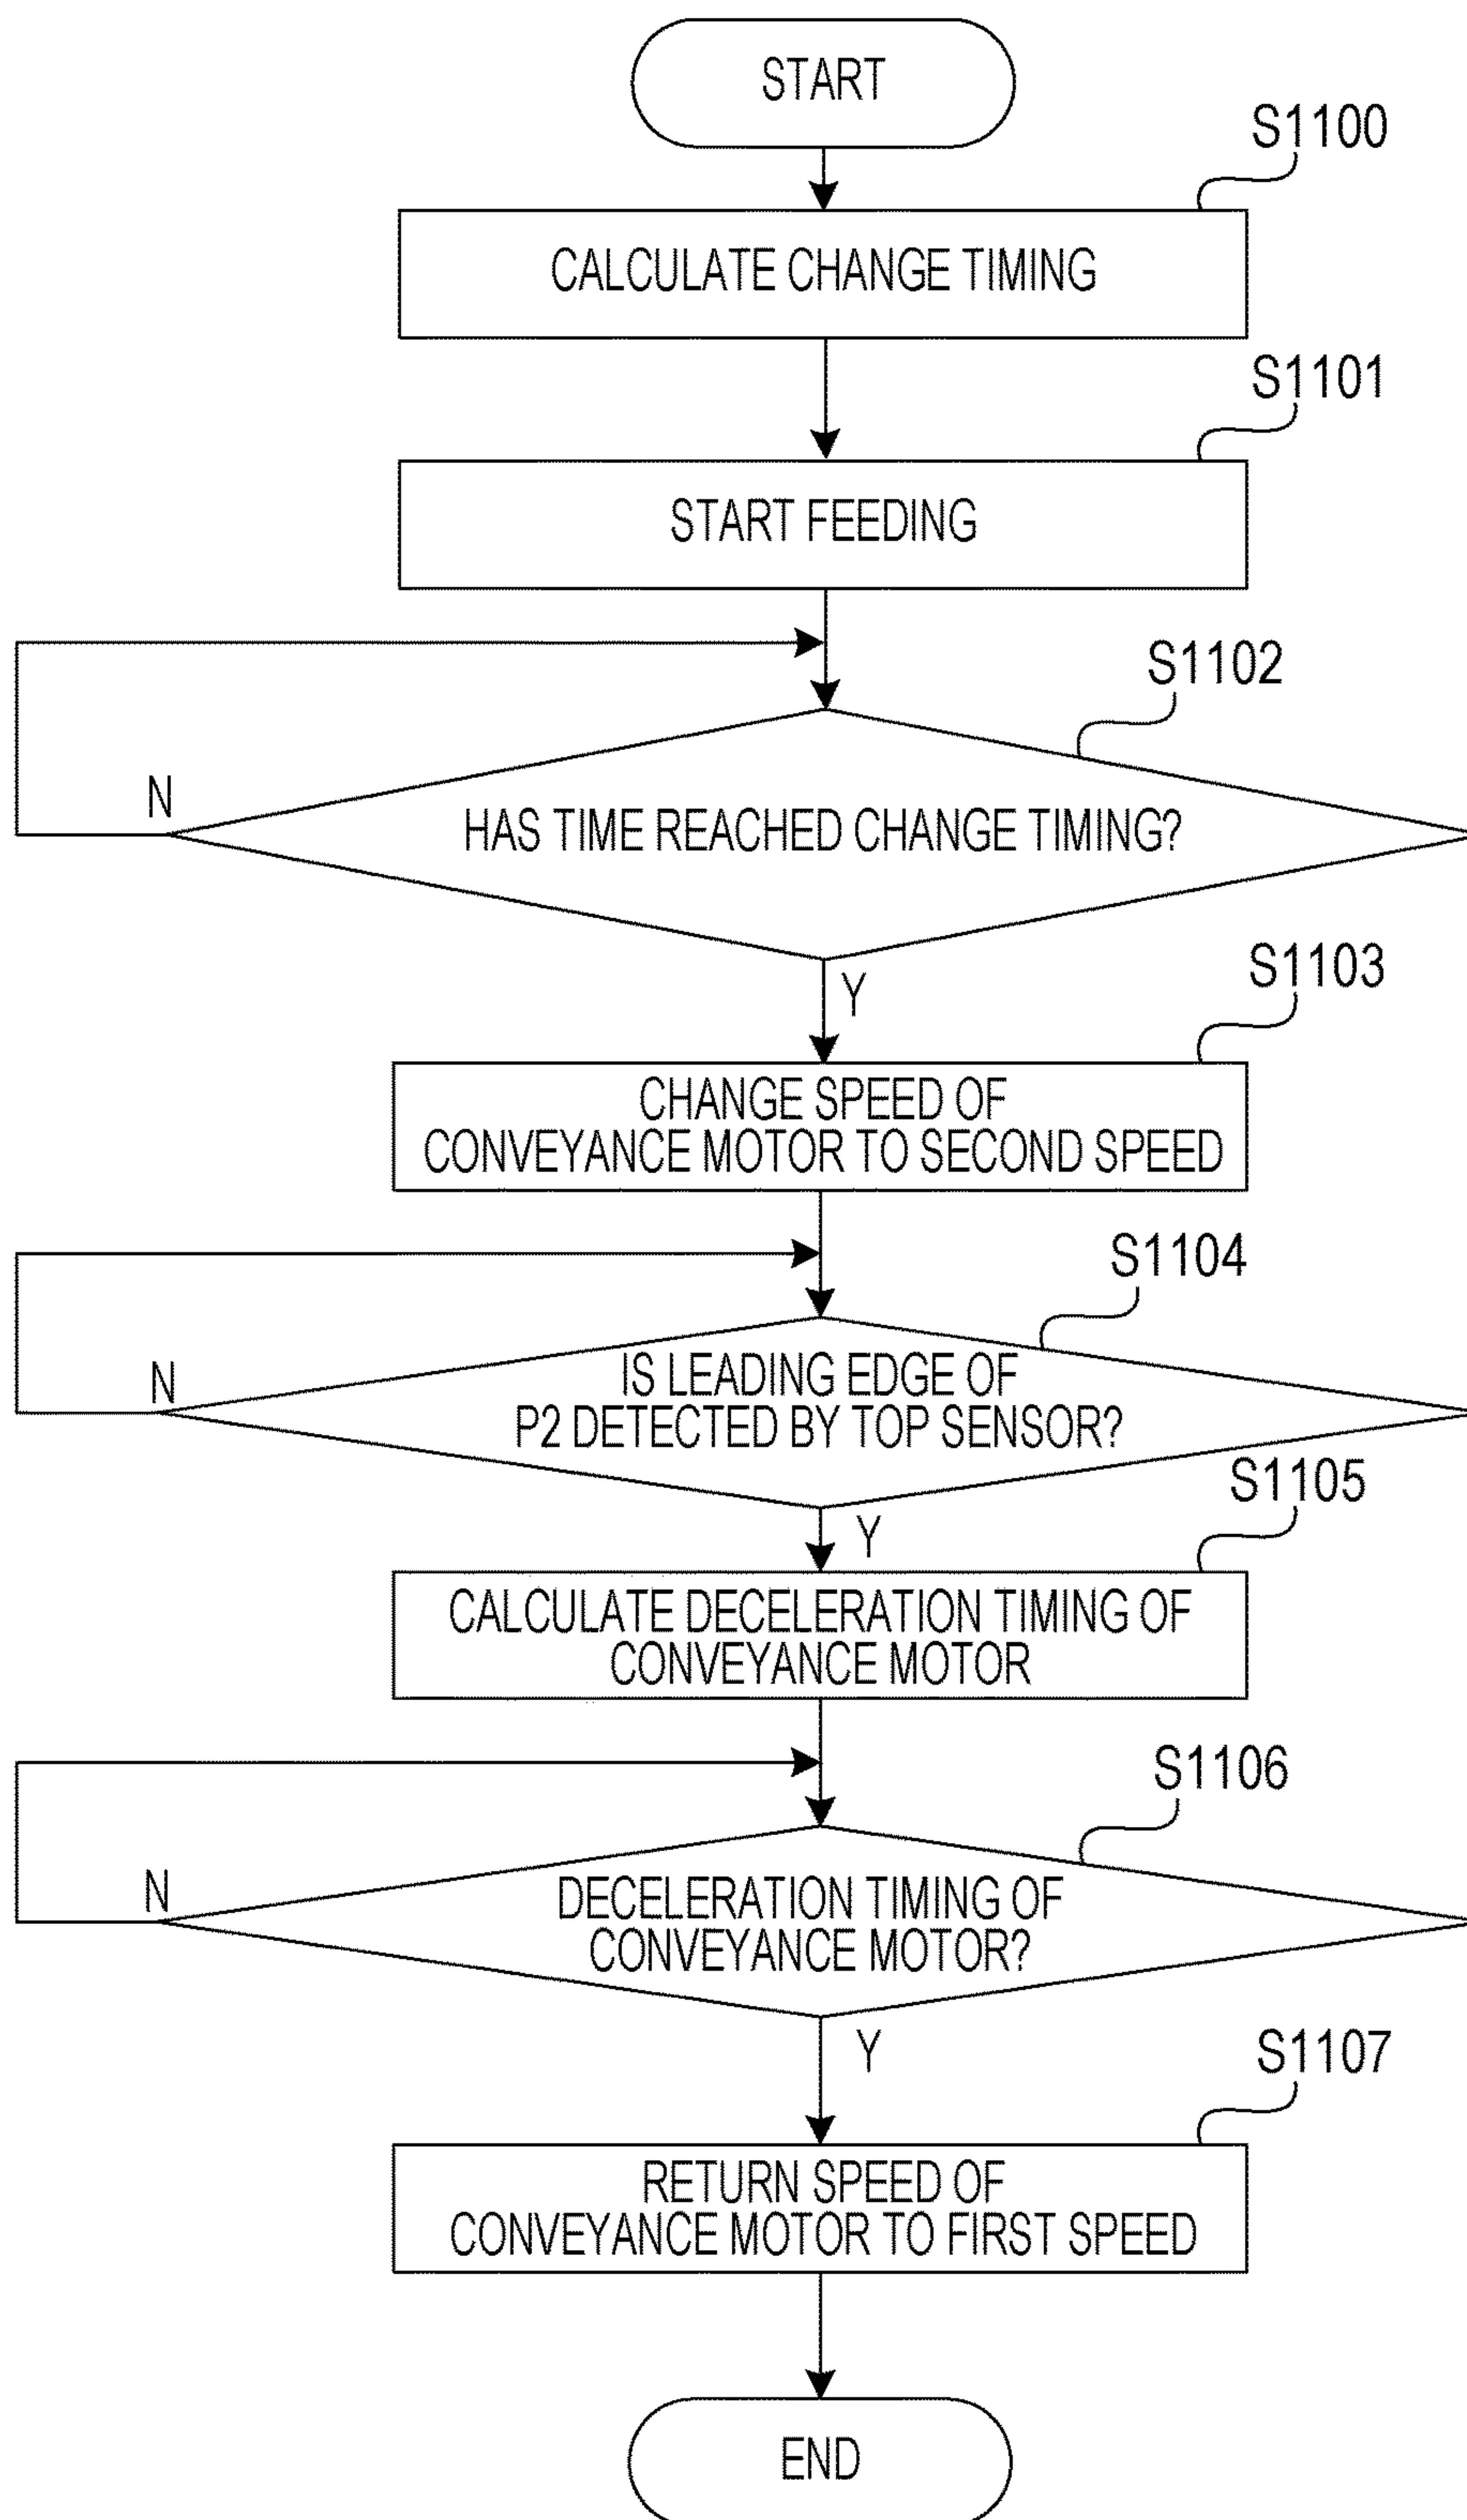 START
S1100
CALCULATE CHANGE TIMING
S1101
START FEEDING
S1102
N
HAS TIME REACHED CHANGE TIMING?
Y
S1103
CHANGE SPEED OF
CONVEYANCE MOTOR TO SECOND SPEED
S1104
N
IS LEADING EDGE OF
P2 DETECTED BY TOP SENSOR?
Y
S1105
CALCULATE DECELERATION TIMING OF
CONVEYANCE MOTOR
S1106
N
DECELERATION TIMING OF
CONVEYANCE MOTOR?
Y
S1107
RETURN SPEED OF
CONVEYANCE MOTOR TO FIRST SPEED
END